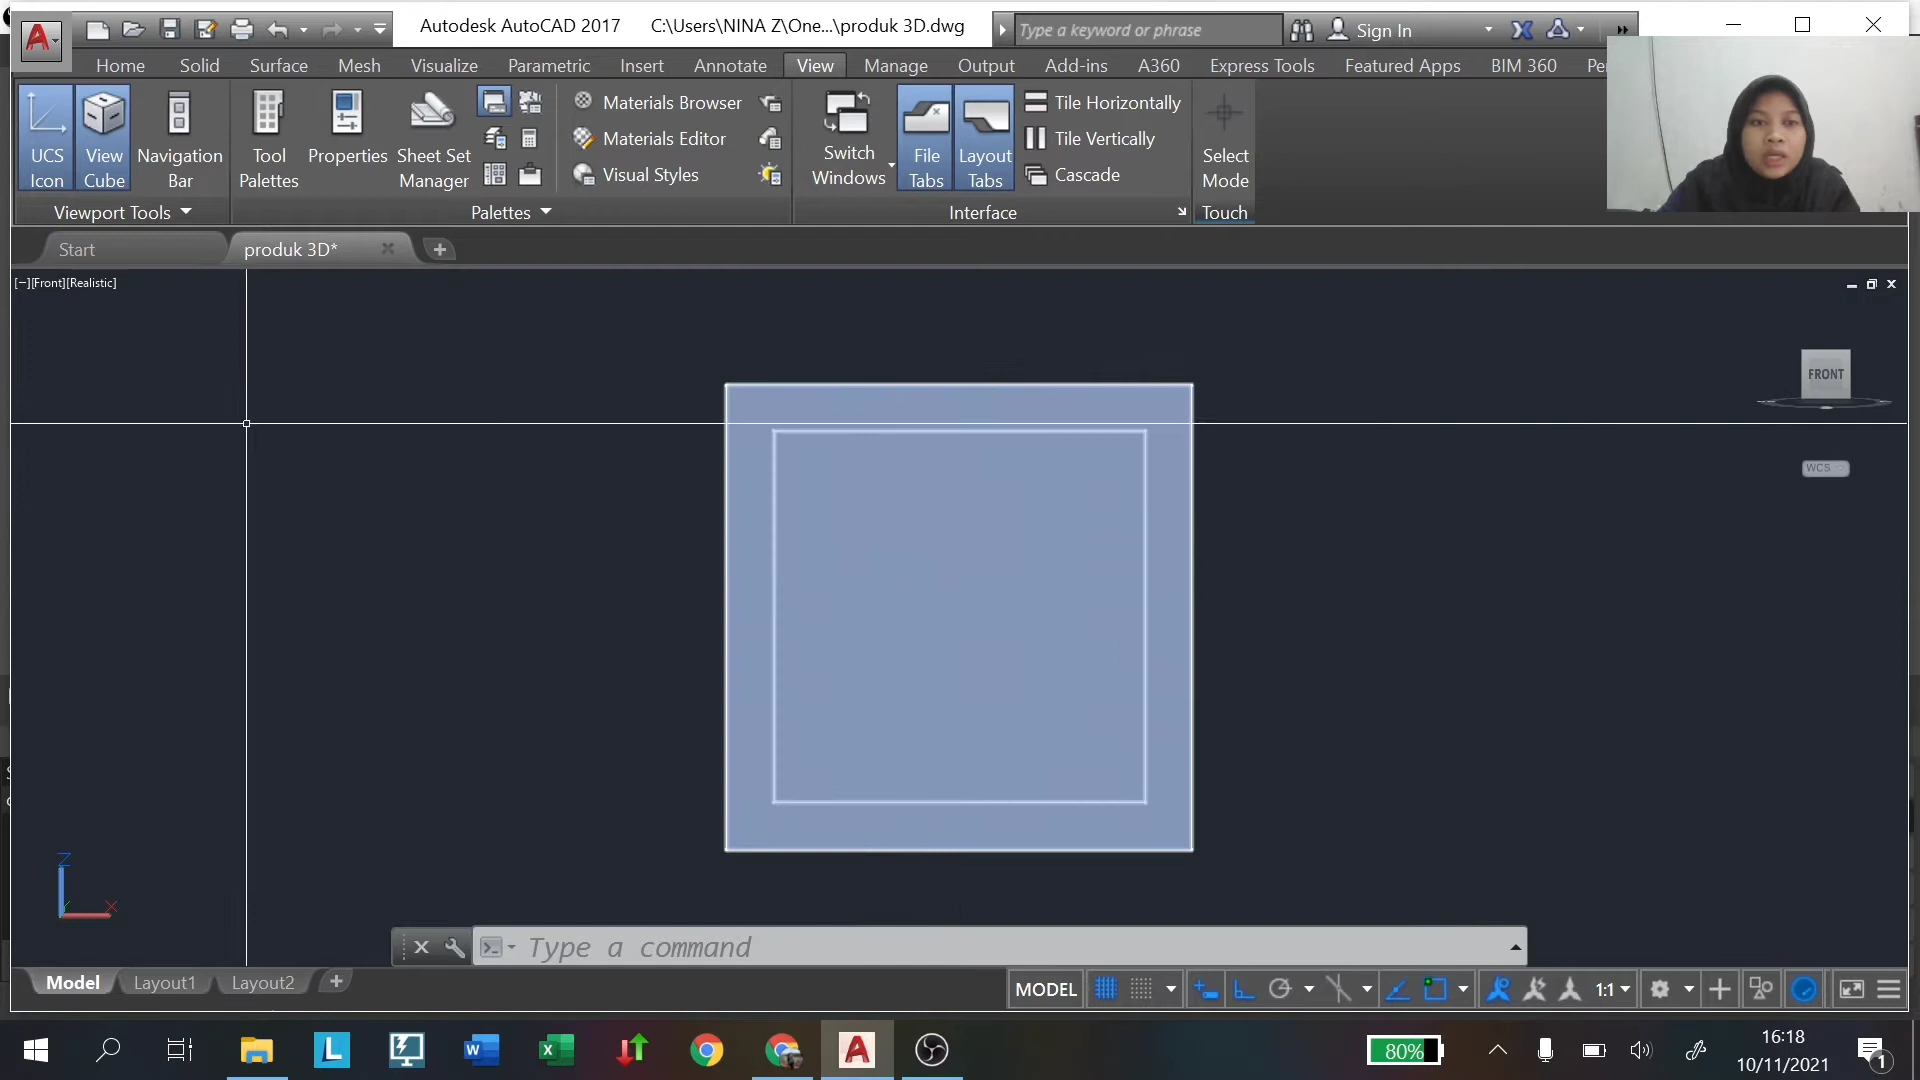 Autodesk AutoCAD 2017 C:\Users\NINA Z\One...\produk 3D.dwg
Type a keyword or phrase
Sign In
Home Solid Surface Mesh Visualize Parametric Insert Annotate View Manage Output Add-ins A360 Express Tools Featured Apps BIM 360
UCS Icon
View Cube
Navigation Bar
Tool Palettes
Properties
Sheet Set Manager
Materials Browser
Materials Editor
Visual Styles
Switch Windows
File Tabs
Layout Tabs
Tile Horizontally
Tile Vertically
Cascade
Select Mode
Viewport Tools Palettes Interface Touch
Start produk 3D*
[−][Front][Realistic]
FRONT
WCS
Z
X
Type a command
Model Layout1 Layout2
MODEL 1:1
80%
16:18
10/11/2021
1